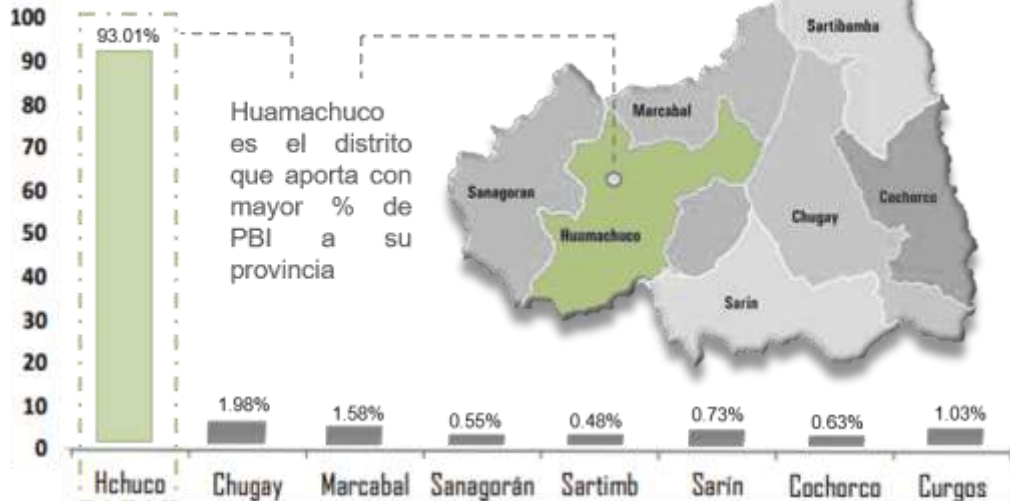 100
90
80
70
60
50
40
30
20
10
0
93.01%
1.98%
1.58%
0.55%
0.48%
0.73%
0.63%
1.03%
Hchuco
Chugay
Marcabal
Sanagorán
Sartimb
Sarín
Cochorco
Curgos
Huamachuco
es el distrito
que aporta con
mayor % de
PBI a su
provincia
Sartibamba
Marcabal
Sanagoran
Cochorco
Chugay
Huamachuco
Sarin